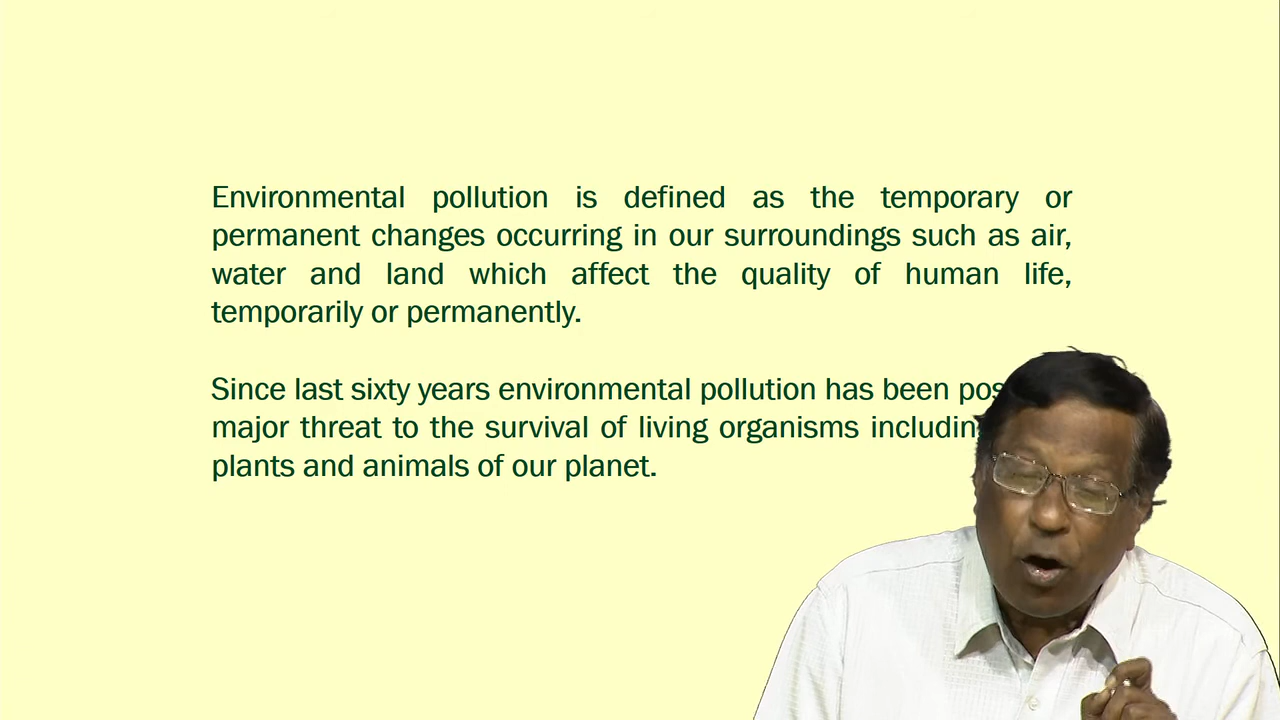 Environmental pollution is defined as the temporary or
permanent changes occurring in our surroundings such as air,
water and land which affect the quality of human life,
temporarily or permanently.
Since last sixty years environmental pollution has been
major threat to the survival of living organisms
plants and animals of our planet.